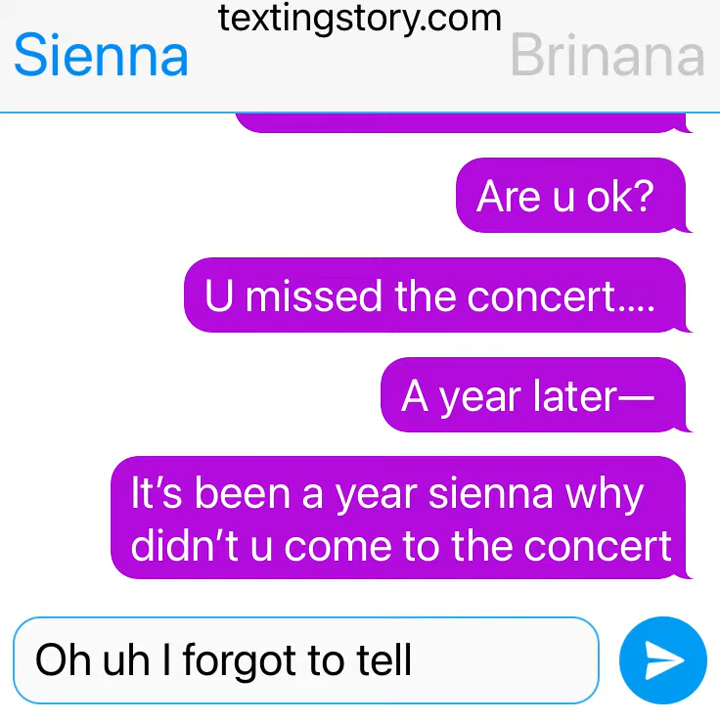 textingstory.com
Sienna
Brinana
Are u ok?
U missed the concert....
A year later—
It's been a year sienna why
didn't u come to the concert
Oh uh I forgot to tell